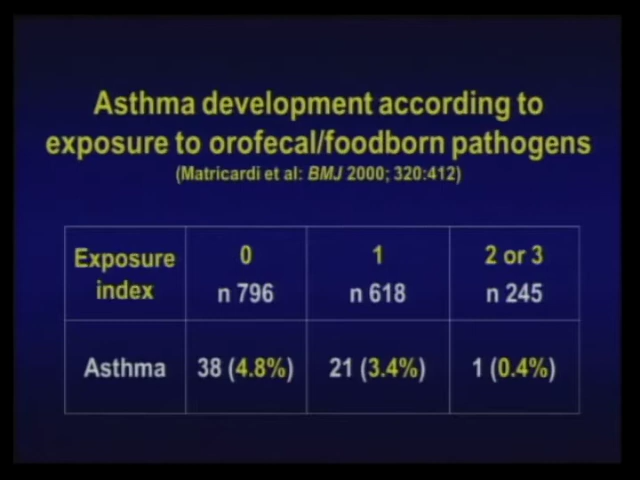 Asthma development according to
exposure to orofecal/foodborn pathogens
(Matricardi et al: BMJ 2000; 320:412)
Exposure index 0 1 2 or 3
n 796 n 618 n 245
Asthma 38 (4.8%) 21 (3.4%) 1 (0.4%)